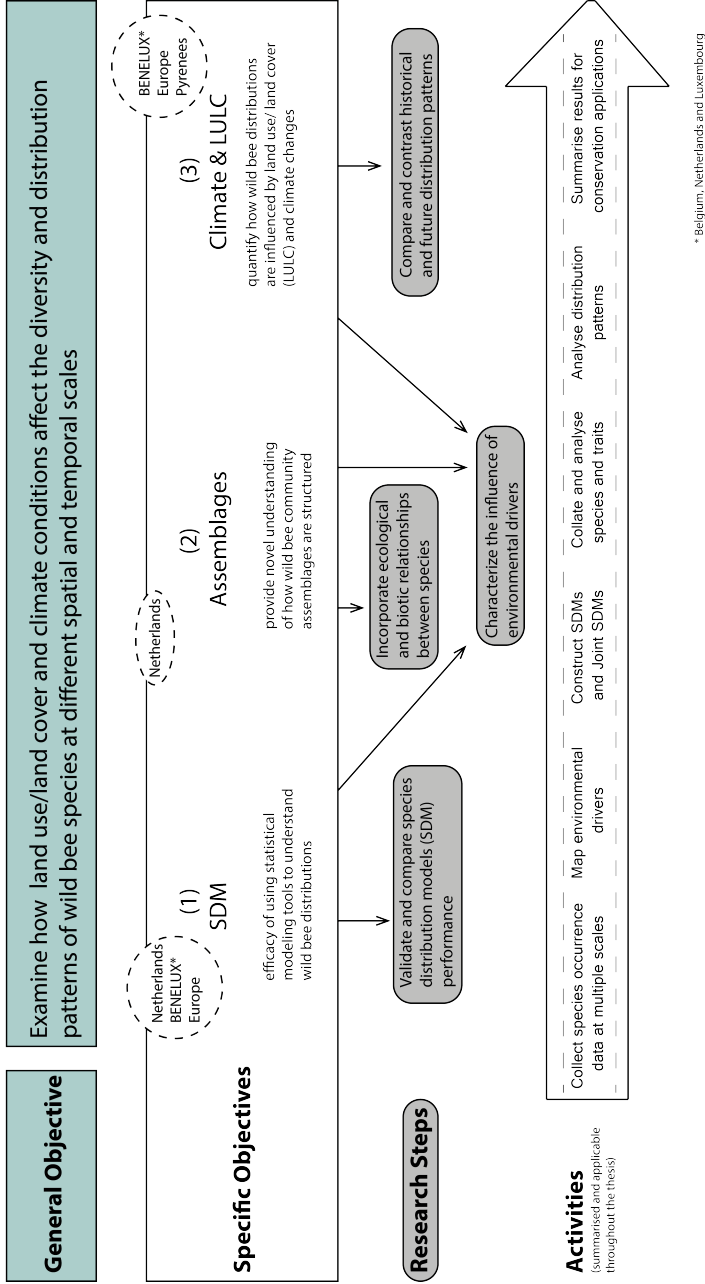 General Objective
Examine how land use/land cover and climate conditions affect the diversity and distribution
patterns of wild bee species at different spatial and temporal scales
Specific Objectives
Netherlands
BENELUX*
Europe
(1)
SDM
efficacy of using statistical
modeling tools to understand
wild bee distributions
Netherlands
(2)
Assemblages
provide novel understanding
of how wild bee community
assemblages are structured
BENELUX*
Europe
Pyrenees
(3)
Climate & LULC
quantify how wild bee distributions
are influenced by land use/ land cover
(LULC) and climate changes
Research Steps
Validate and compare species
distribution models (SDM)
performance
Incorporate ecological
and biotic relationships
between species
Characterize the influence of
environmental drivers
Compare and contrast historical
and future distribution patterns
Activities
(summarised and applicable
throughout the thesis)
Collect species occurrence
data at multiple scales
Map environmental
drivers
Construct SDMs
and Joint SDMs
Collate and analyse
species and traits
Analyse distribution
patterns
Summarise results for
conservation applications
* Belgium, Netherlands and Luxembourg